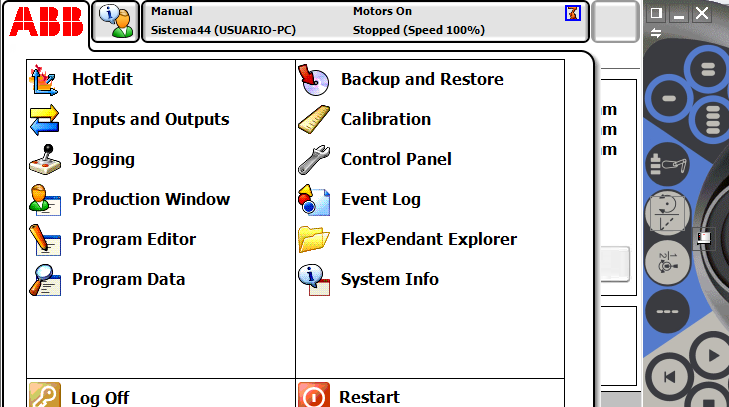 ABB
Manual
Motors On
Sistema44 (USUARIO-PC)
Stopped (Speed 100%)
HotEdit
Backup and Restore
Inputs and Outputs
Calibration
Jogging
Control Panel
Production Window
Event Log
Program Editor
FlexPendant Explorer
Program Data
System Info
Log Off
Restart